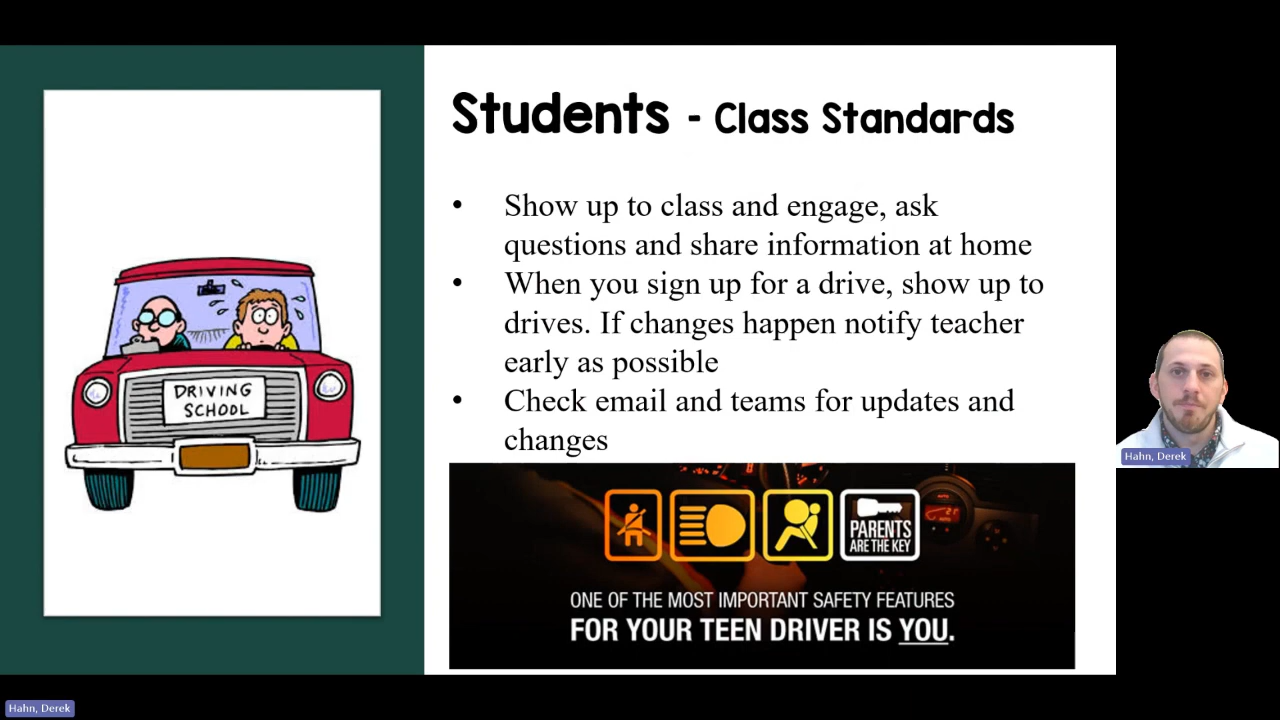 Students - Class Standards
• Show up to class and engage, ask
questions and share information at home
• When you sign up for a drive, show up to
drives. If changes happen notify teacher
early as possible
• Check email and teams for updates and
changes
DRIVING
SCHOOL
PARENTS
ARE THE KEY
ONE OF THE MOST IMPORTANT SAFETY FEATURES
FOR YOUR TEEN DRIVER IS YOU.
Hahn, Derek
Hahn, Derek